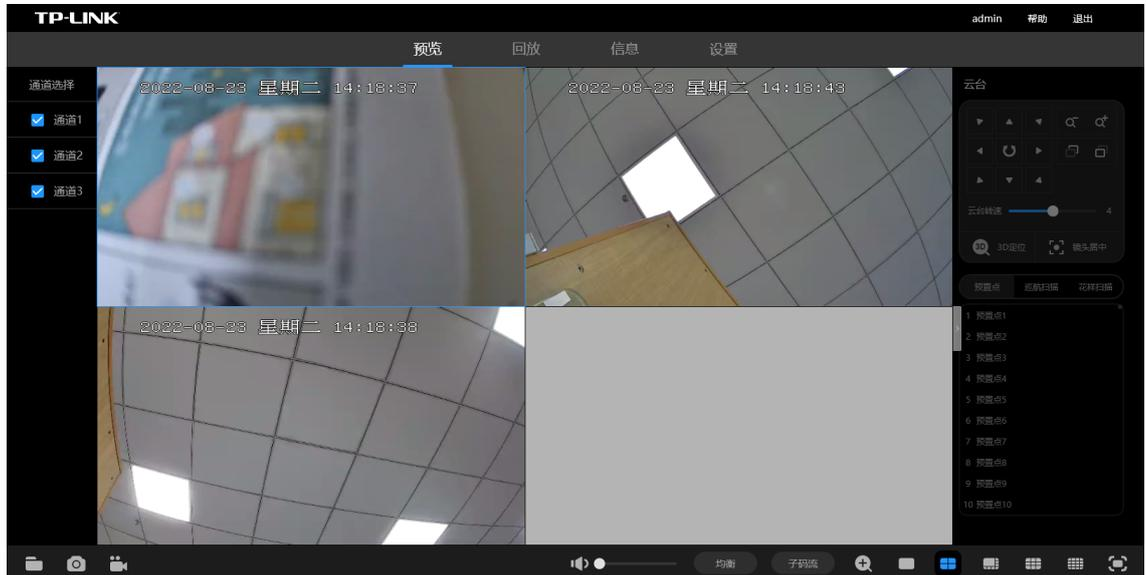 TP-LINK
admin 帮助 退出
预览 回放 信息 设置
通道选择
通道1
通道2
通道3
2022-08-23 星期二 14:18:37
2022-08-23 星期二 14:18:43
2022-08-23 星期二 14:18:38
云台
云台转速 4
3D 3D定位 镜头居中
预置点 巡航扫描 花样扫描
1 预置点1
2 预置点2
3 预置点3
4 预置点4
5 预置点5
6 预置点6
7 预置点7
8 预置点8
9 预置点9
10 预置点10
均衡 子码流